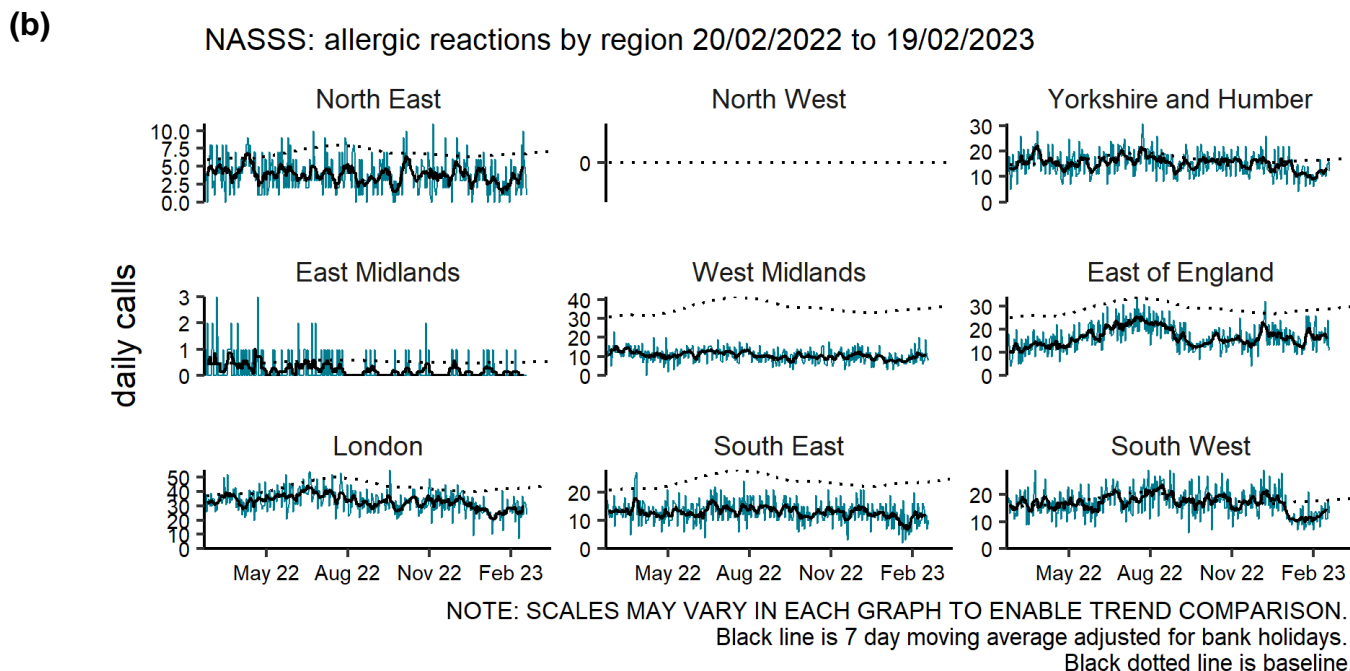 (b)
NASSS: allergic reactions by region 20/02/2022 to 19/02/2023
North East
North West
Yorkshire and Humber
10.0
7.5
5.0
2.5
0.0
0
30
20
10
0
East Midlands
West Midlands
East of England
3
2
1
0
40
30
20
10
0
30
20
10
0
daily calls
London
South East
South West
50
40
30
20
10
0
20
10
0
20
10
0
May 22 Aug 22 Nov 22 Feb 23
May 22 Aug 22 Nov 22 Feb 23
May 22 Aug 22 Nov 22 Feb 23
NOTE: SCALES MAY VARY IN EACH GRAPH TO ENABLE TREND COMPARISON.
Black line is 7 day moving average adjusted for bank holidays.
Black dotted line is baseline